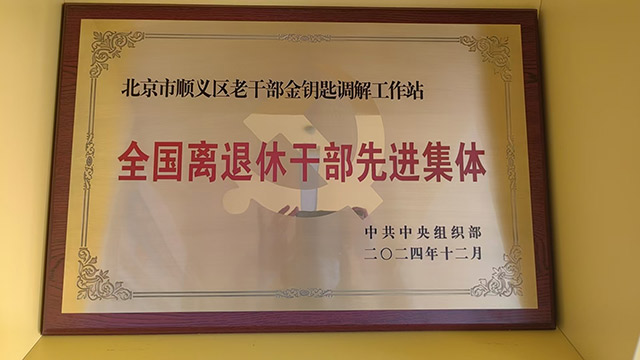 北京市顺义区老干部金钥匙调解工作站
全国离退休干部先进集体
中共中央组织部
二〇二四年十二月